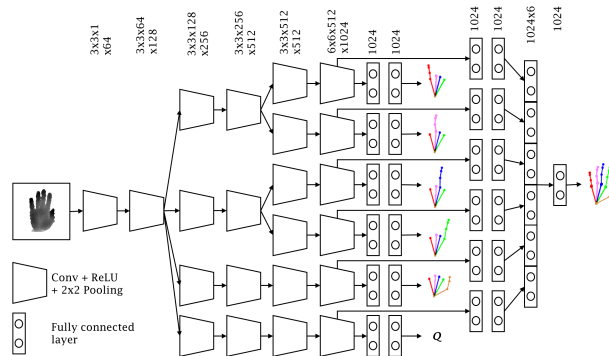 3x3x1
x64
3x3x64
x128
3x3x128
x256
3x3x256
x512
3x3x512
x512
6x6x512
x1024
1024
1024
1024
1024
1024x6
1024
Conv + ReLU
+ 2x2 Pooling
Fully connected
layer
Q